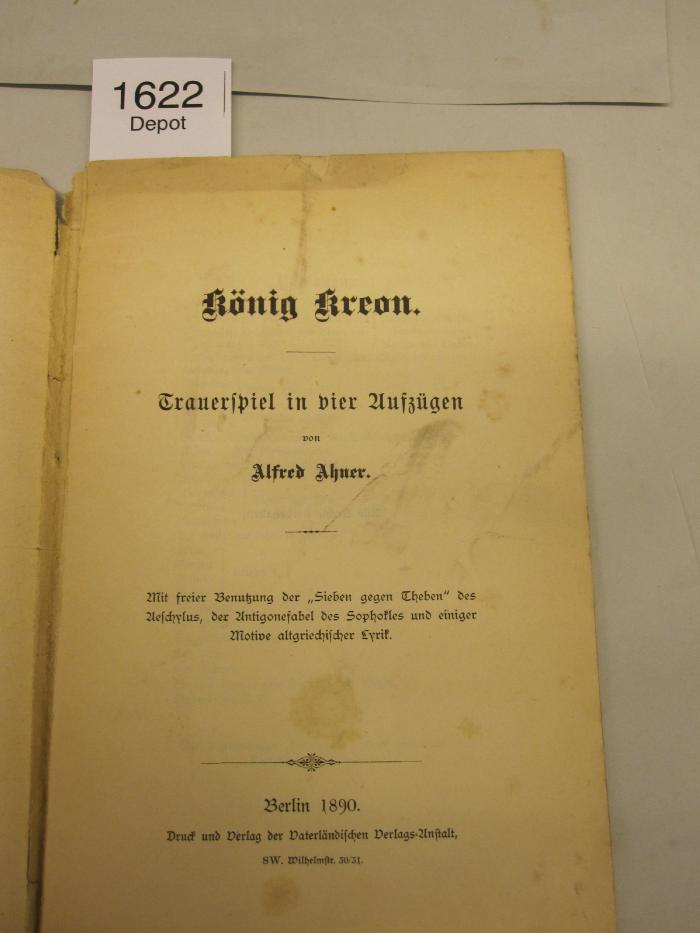 1622
Depot
König Kreon.
Trauerſpiel in vier Aufzügen
von
Alfred Ahner.
Mit freier Benutzung der „Sieben gegen Theben“ des
Aeſchylus, der Antigonefabel des Sophokles und einiger
Motive altgriechiſcher Lyrik.
Berlin 1890.
Druck und Verlag der Vaterländiſchen Verlags-Anſtalt,
SW. Wilhelmſtr. 30/31.